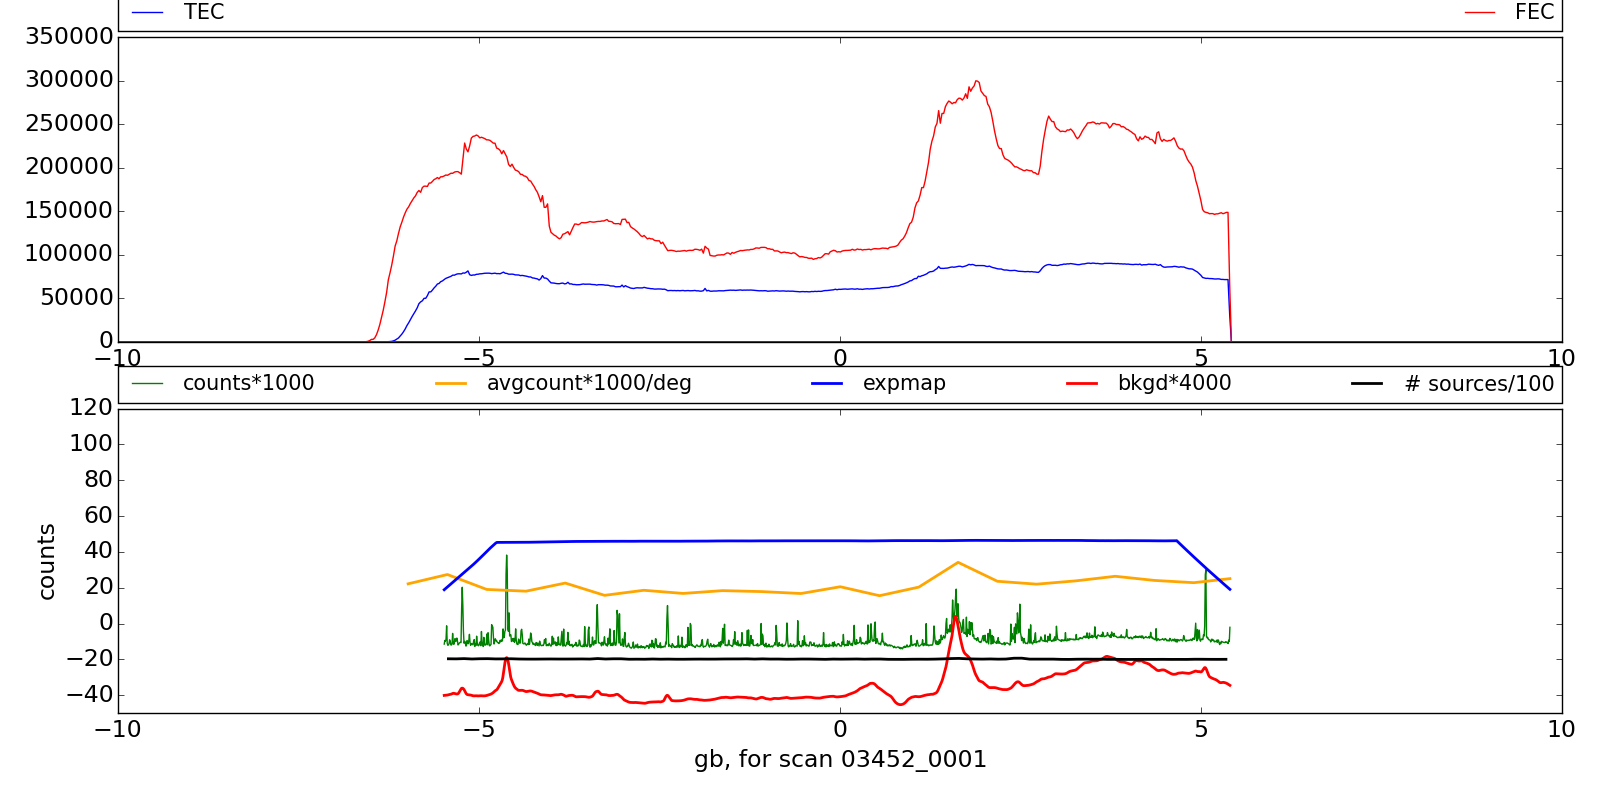 TEC FEC
350000
300000
250000
200000
150000
100000
50000
0
−10 −5 0 5 10
counts*1000 avgcount*1000/deg expmap bkgd*4000 # sources/100
120
100
80
60
40
20
0
−20
−40
counts
−10 −5 0 5 10
gb, for scan 03452_0001